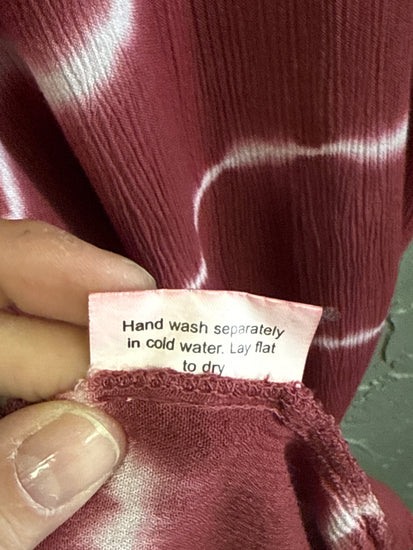 Hand wash separately
in cold water. Lay flat
to dry